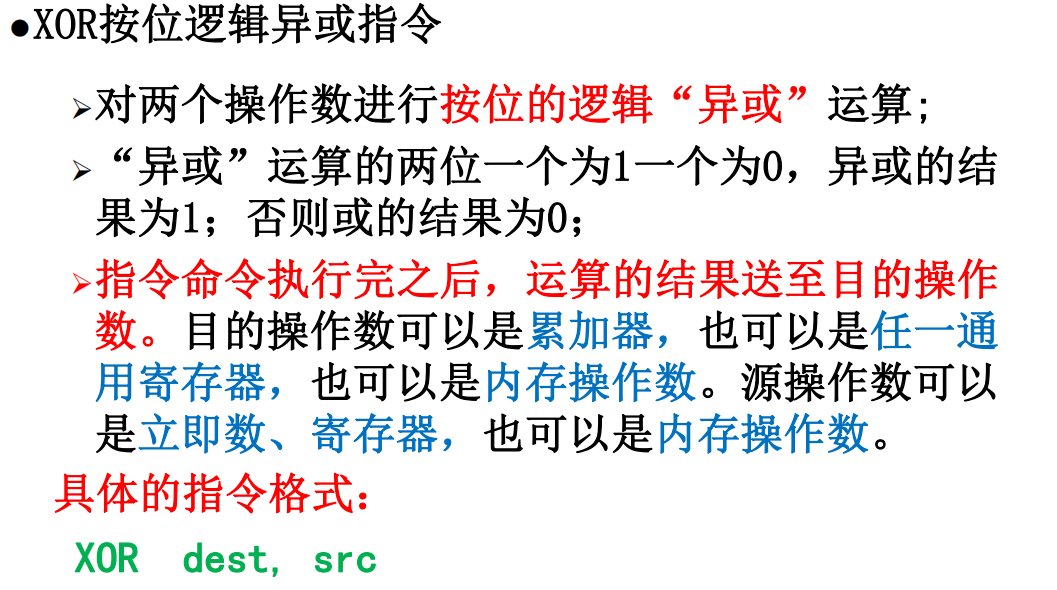 ●XOR按位逻辑异或指令
➢对两个操作数进行按位的逻辑“异或”运算;
➢“异或”运算的两位一个为1一个为0，异或的结
果为1；否则或的结果为0；
➢指令命令执行完之后，运算的结果送至目的操作
数。目的操作数可以是累加器，也可以是任一通
用寄存器，也可以是内存操作数。源操作数可以
是立即数、寄存器，也可以是内存操作数。
具体的指令格式：
XOR dest, src